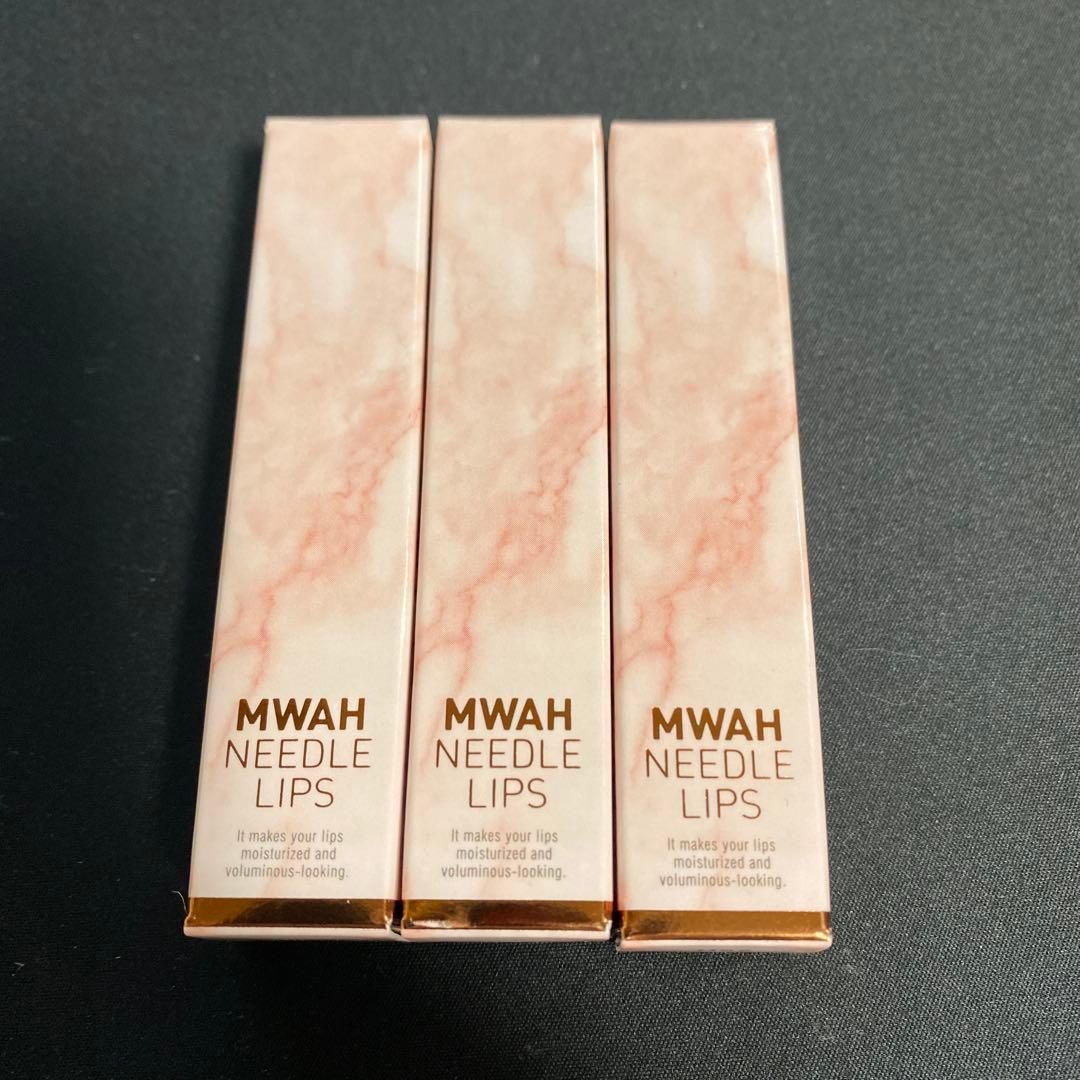 MWAH
NEEDLE
LIPS
It makes your lips
moisturized and
voluminous-looking.
MWAH
NEEDLE
LIPS
It makes your lips
moisturized and
voluminous-looking.
MWAH
NEEDLE
LIPS
It makes your lips
moisturized and
voluminous-looking.